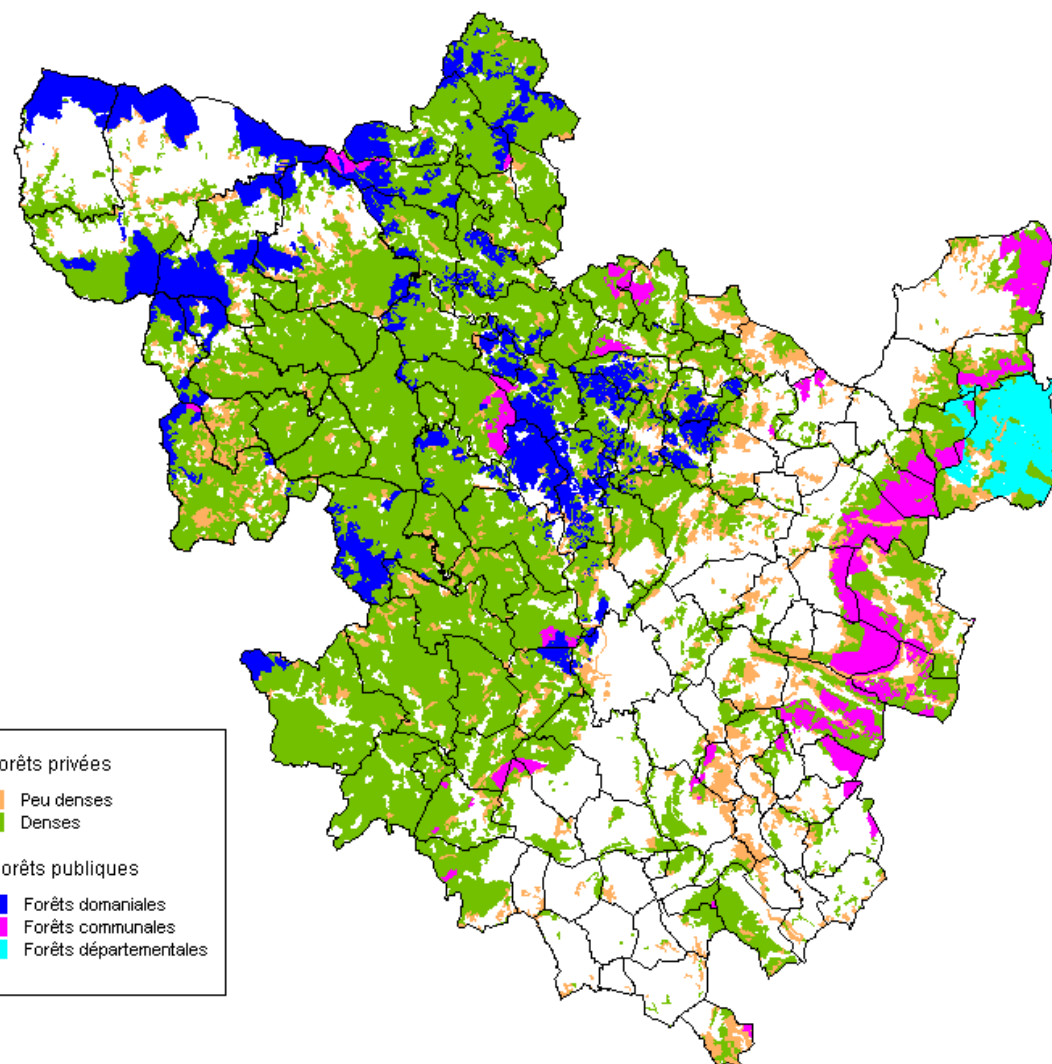 orêts privées
Peu denses
Denses
orêts publiques
Forêts domaniales
Forêts communales
Forêts départementales